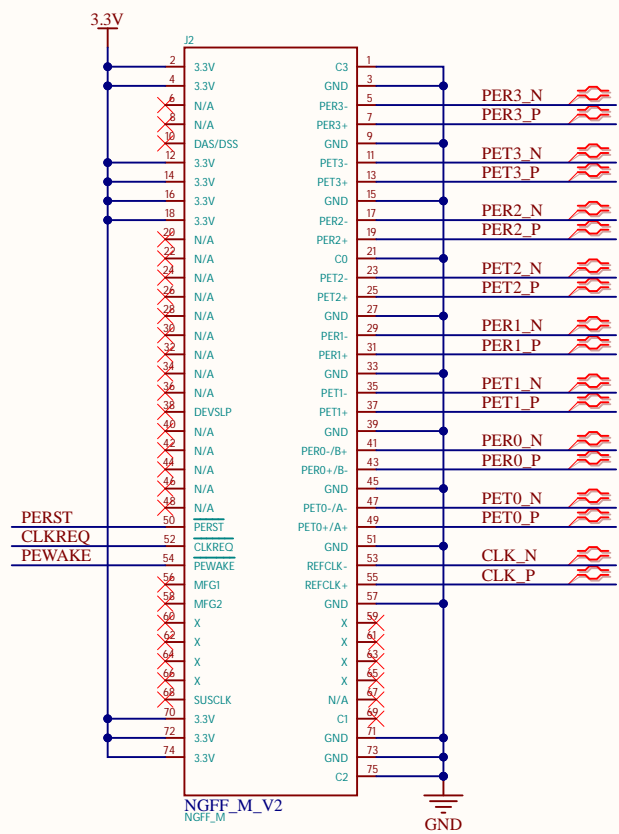 3.3V
J2
2 3.3V C3 1
4 3.3V GND 3
6 N/A PER3- 5 PER3_N
8 N/A PER3+ 7 PER3_P
10 DAS/DSS GND 9
12 3.3V PET3- 11 PET3_N
14 3.3V PET3+ 13 PET3_P
16 3.3V GND 15
18 3.3V PER2- 17 PER2_N
20 N/A PER2+ 19 PER2_P
22 N/A C0 21
24 N/A PET2- 23 PET2_N
26 N/A PET2+ 25 PET2_P
28 N/A GND 27
30 N/A PER1- 29 PER1_N
32 N/A PER1+ 31 PER1_P
34 N/A GND 33
36 N/A PET1- 35 PET1_N
38 DEVSLP PET1+ 37 PET1_P
40 N/A GND 39
42 N/A PER0-/B+ 41 PER0_N
44 N/A PER0+/B- 43 PER0_P
46 N/A GND 45
48 N/A PET0-/A- 47 PET0_N
PERST 50 PERST PET0+/A+ 49 PET0_P
CLKREQ 52 CLKREQ GND 51
PEWAKE 54 PEWAKE REFCLK- 53 CLK_N
56 MFG1 REFCLK+ 55 CLK_P
58 MFG2 GND 57
60 X X 59
62 X X 61
64 X X 63
66 X X 65
68 SUSCLK N/A 67
70 3.3V C1 69
72 3.3V GND 71
74 3.3V GND 73
C2 75
NGFF_M_V2
NGFF_M
GND